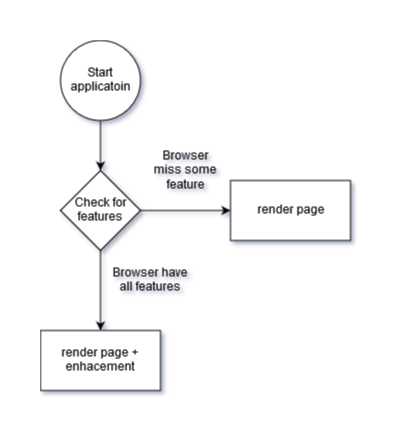 Start
applicatoin
Browser
miss some
feature
Check for
features
render page
Browser have
all features
render page +
enhacement